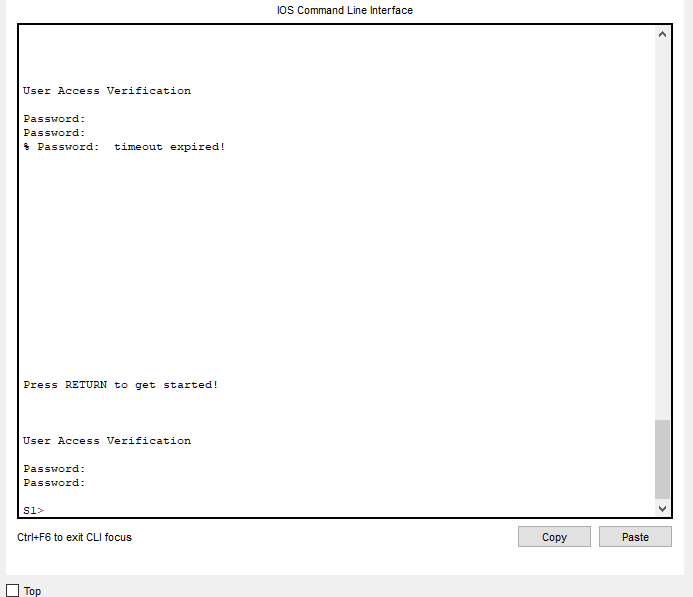 IOS Command Line Interface
User Access Verification
Password:
Password:
% Password:  timeout expired!
Press RETURN to get started!
User Access Verification
Password:
Password:
S1>
Ctrl+F6 to exit CLI focus
Copy
Paste
Top